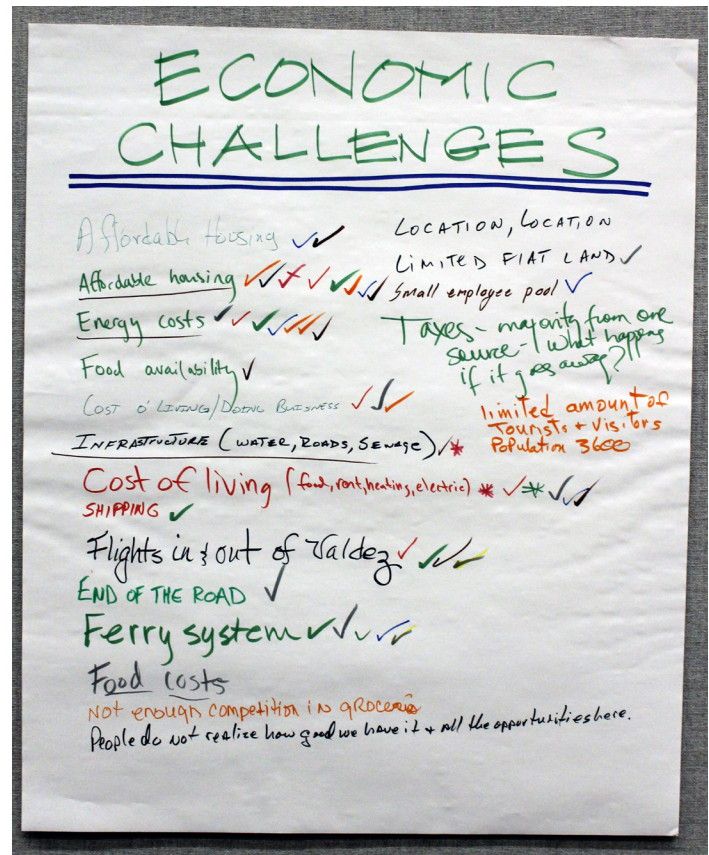 ECONOMIC
CHALLENGES
Affordable Housing ✓✓
Affordable housing ✓✓✓✓✓✓✓✓
Energy costs ✓✓✓✓✓✓✓
Food availability ✓
COST O' LIVING/DOING BUISNESS ✓✓✓
INFRASTRUCTURE (WATER, ROADS, SEWAGE) ✓*
Cost of living (food, rent, heating, electric) * ✓ * ✓✓✓
SHIPPING ✓
Flights in & out of Valdez ✓✓✓✓
END OF THE ROAD ✓
Ferry system ✓✓✓✓✓
Food costs
Not enough competition in groceries
People do not realize how good we have it + all the opportunities here.
LOCATION, LOCATION
LIMITED FLAT LAND ✓
Small employee pool ✓
Taxes - majority from one
source - what happens
if it goes away?
limited amount of
Tourists + Visitors
Population 3600